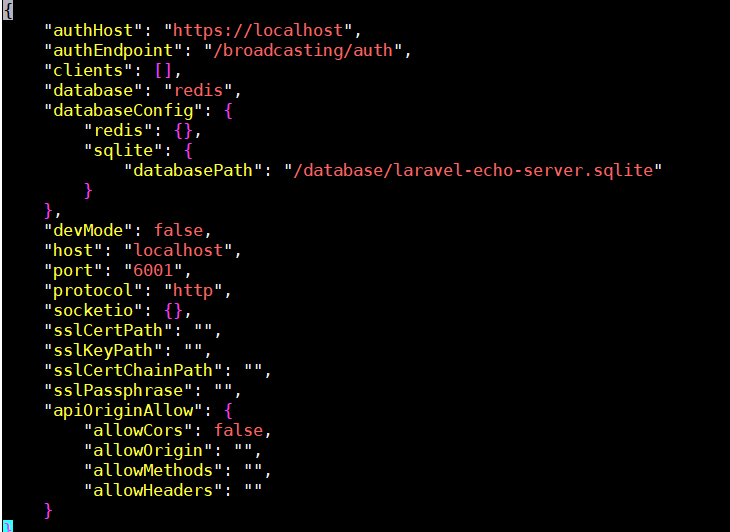 {
    "authHost": "https://localhost",
    "authEndpoint": "/broadcasting/auth",
    "clients": [],
    "database": "redis",
    "databaseConfig": {
        "redis": {},
        "sqlite": {
            "databasePath": "/database/laravel-echo-server.sqlite"
        }
    },
    "devMode": false,
    "host": "localhost",
    "port": "6001",
    "protocol": "http",
    "socketio": {},
    "sslCertPath": "",
    "sslKeyPath": "",
    "sslCertChainPath": "",
    "sslPassphrase": "",
    "apiOriginAllow": {
        "allowCors": false,
        "allowOrigin": "",
        "allowMethods": "",
        "allowHeaders": ""
    }
}